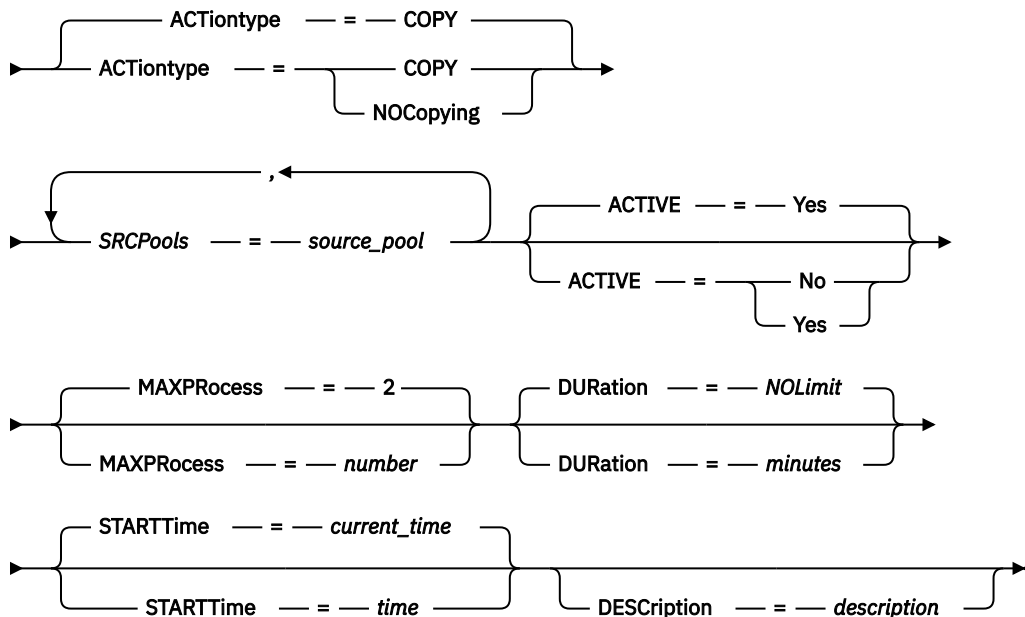 ACTiontype = COPY
ACTiontype = COPY
NOCopying
,
SRCPools = source_pool
ACTIVE = Yes
ACTIVE = No
Yes
MAXPRocess = 2
DURation = NOLimit
MAXPRocess = number
DURation = minutes
STARTTime = current_time
STARTTime = time
DESCription = description